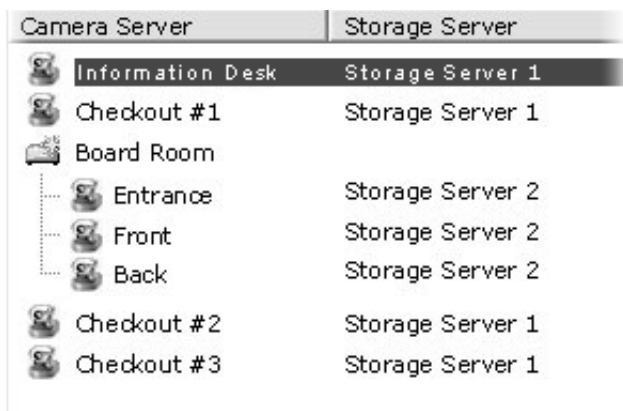 Camera Server Storage Server
Information Desk Storage Server 1
Checkout #1 Storage Server 1
Board Room
Entrance Storage Server 2
Front Storage Server 2
Back Storage Server 2
Checkout #2 Storage Server 1
Checkout #3 Storage Server 1